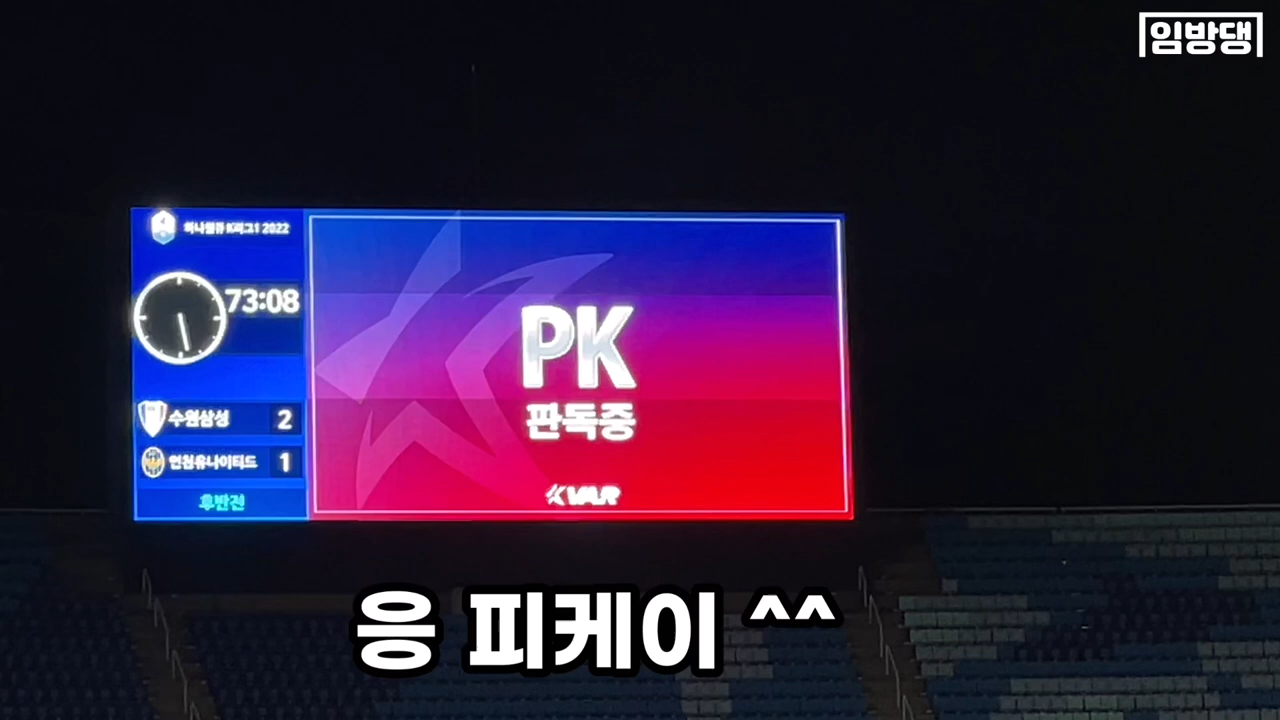 임방댕
하나원큐 K리그1 2022
73:08
수원삼성 2
인천유나이티드 1
후반전
PK
판독중
VAR
응 피케이 ^^